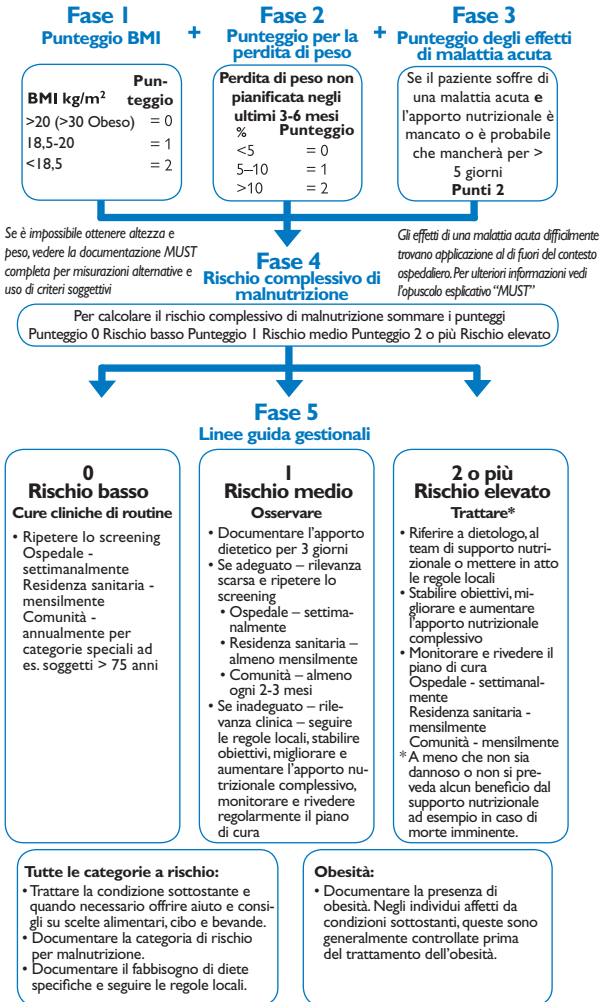 Fase 1
Punteggio BMI
+
Fase 2
Punteggio per la
perdita di peso
+
Fase 3
Punteggio degli effetti
di malattia acuta
BMI kg/m² Pun-
teggio
>20 (>30 Obeso) = 0
18,5-20 = 1
<18,5 = 2
Perdita di peso non
pianificata negli
ultimi 3-6 mesi
% Punteggio
<5 = 0
5–10 = 1
>10 = 2
Se il paziente soffre di
una malattia acuta e
l'apporto nutrizionale è
mancato o è probabile
che mancherà per >
5 giorni
Punti 2
Se è impossibile ottenere altezza e
peso, vedere la documentazione MUST
completa per misurazioni alternative e
uso di criteri soggettivi
Gli effetti di una malattia acuta difficilmente
trovano applicazione al di fuori del contesto
ospedaliero. Per ulteriori informazioni vedi
l'opuscolo esplicativo "MUST"
Fase 4
Rischio complessivo di
malnutrizione
Per calcolare il rischio complessivo di malnutrizione sommare i punteggi
Punteggio 0 Rischio basso Punteggio 1 Rischio medio Punteggio 2 o più Rischio elevato
Fase 5
Linee guida gestionali
0
Rischio basso
Cure cliniche di routine
• Ripetere lo screening
Ospedale -
settimanalmente
Residenza sanitaria -
mensilmente
Comunità -
annualmente per
categorie speciali ad
es. soggetti > 75 anni
1
Rischio medio
Osservare
• Documentare l'apporto
dietetico per 3 giorni
• Se adeguato – rilevanza
scarsa e ripetere lo
screening
• Ospedale – settima-
nalmente
• Residenza sanitaria –
almeno mensilmente
• Comunità – almeno
ogni 2-3 mesi
• Se inadeguato – rile-
vanza clinica – seguire
le regole locali, stabilire
obiettivi, migliorare e
aumentare l'apporto nu-
trizionale complessivo,
monitorare e rivedere
regolarmente il piano
di cura
2 o più
Rischio elevato
Trattare*
• Riferire a dietologo, al
team di supporto nutri-
zionale o mettere in atto
le regole locali
• Stabilire obiettivi, mi-
gliorare e aumentare
l'apporto nutrizionale
complessivo
• Monitorare e rivedere il
piano di cura
Ospedale - settimanal-
mente
Residenza sanitaria -
mensilmente
Comunità - mensilmente
* A meno che non sia
dannoso o non si pre-
veda alcun beneficio dal
supporto nutrizionale
ad esempio in caso di
morte imminente.
Tutte le categorie a rischio:
• Trattare la condizione sottostante e
quando necessario offrire aiuto e consi-
gli su scelte alimentari, cibo e bevande.
• Documentare la categoria di rischio
per malnutrizione.
• Documentare il fabbisogno di diete
specifiche e seguire le regole locali.
Obesità:
• Documentare la presenza di
obesità. Negli individui affetti da
condizioni sottostanti, queste sono
generalmente controllate prima
del trattamento dell'obesità.